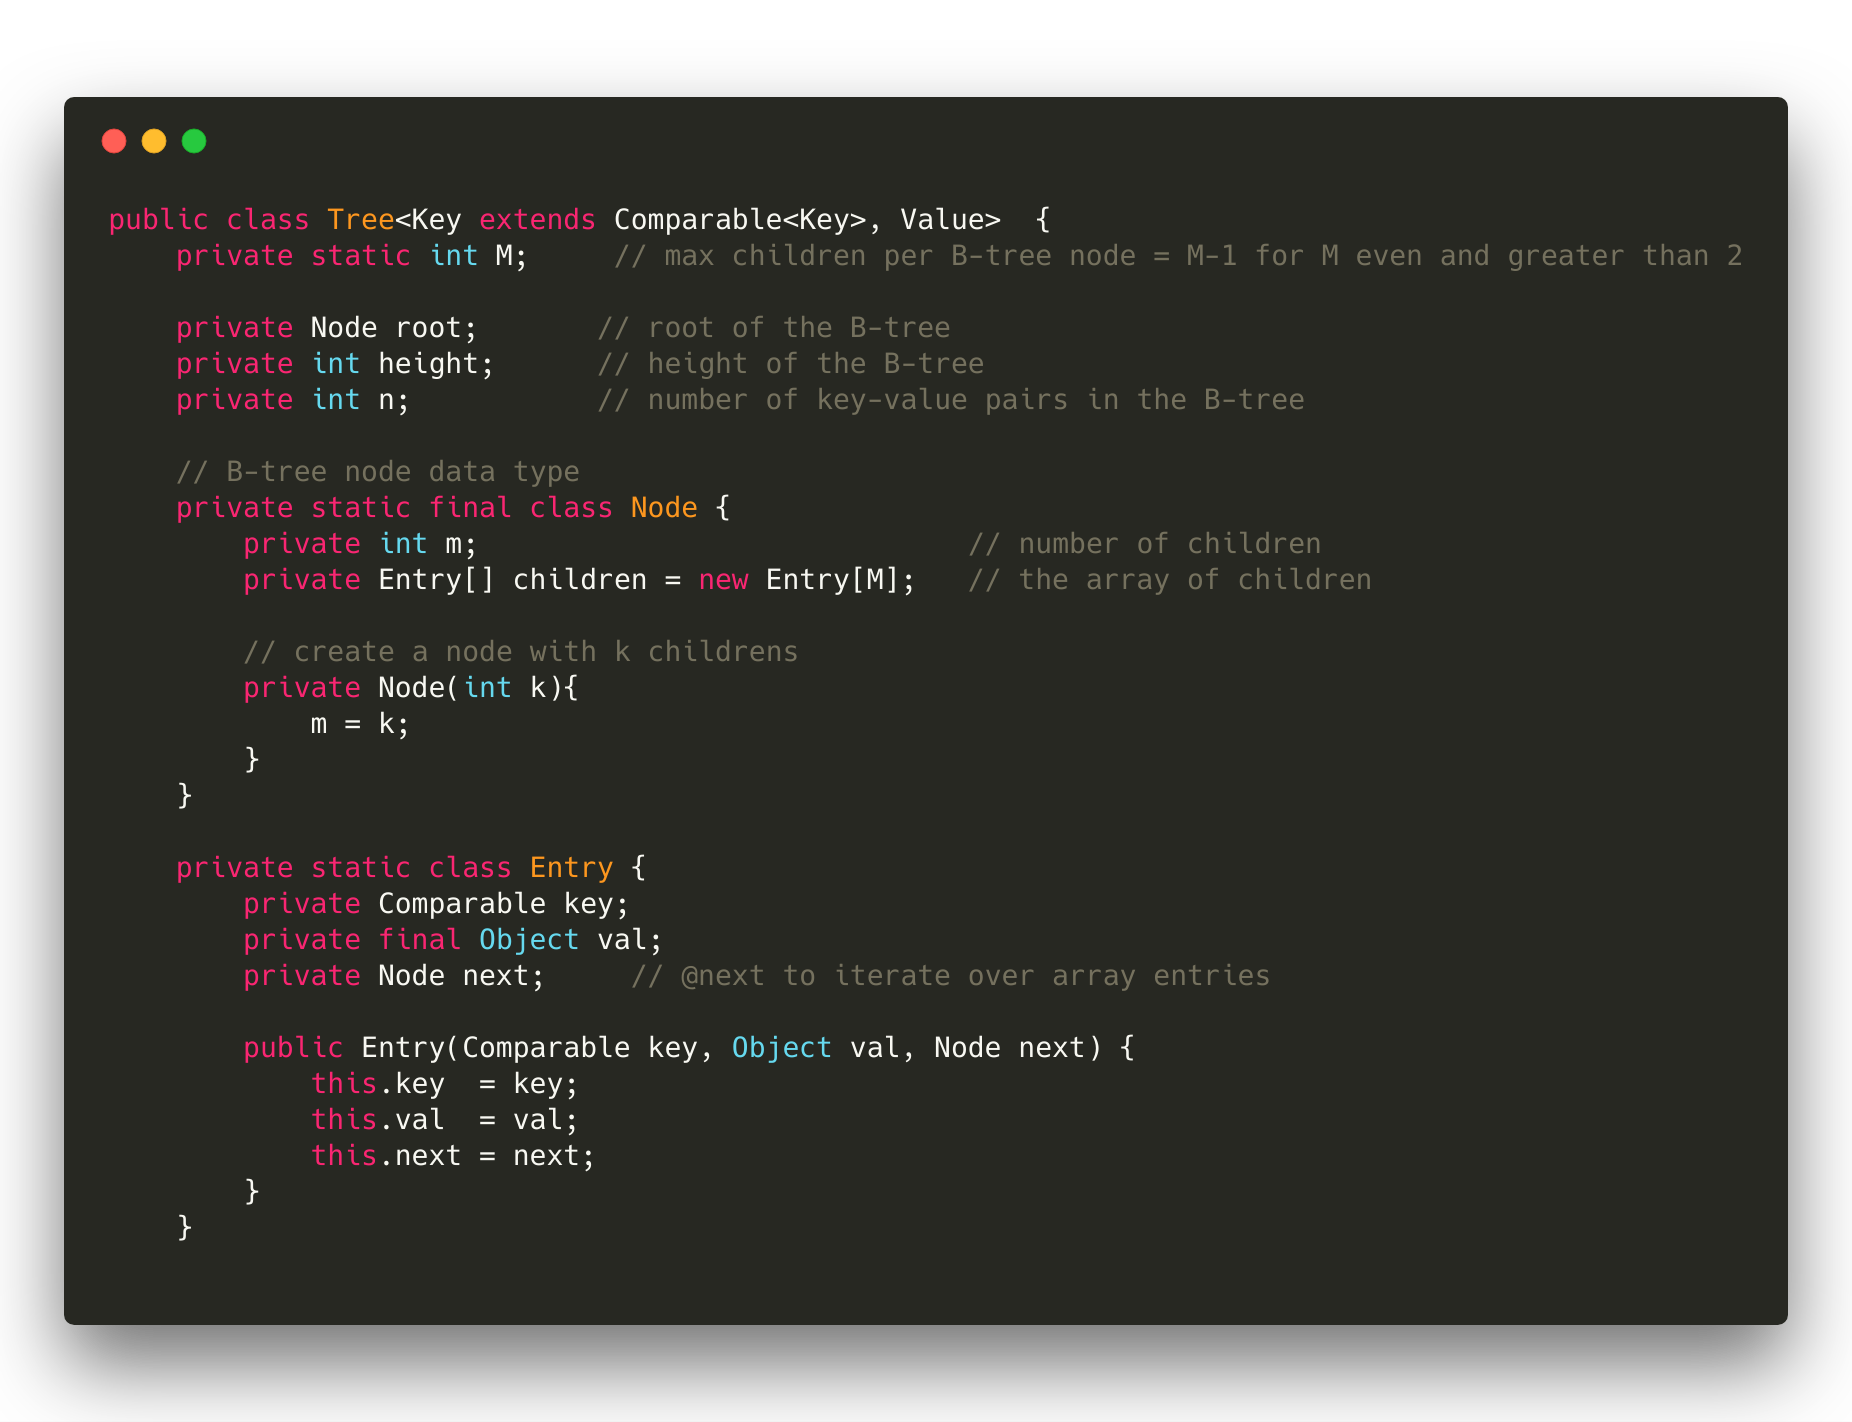 public class Tree<Key extends Comparable<Key>, Value>  {
    private static int M;     // max children per B-tree node = M-1 for M even and greater than 2

    private Node root;       // root of the B-tree
    private int height;      // height of the B-tree
    private int n;           // number of key-value pairs in the B-tree

    // B-tree node data type
    private static final class Node {
        private int m;                             // number of children
        private Entry[] children = new Entry[M];   // the array of children

        // create a node with k childrens
        private Node(int k){
            m = k;
        }
    }

    private static class Entry {
        private Comparable key;
        private final Object val;
        private Node next;     // @next to iterate over array entries

        public Entry(Comparable key, Object val, Node next) {
            this.key  = key;
            this.val  = val;
            this.next = next;
        }
    }